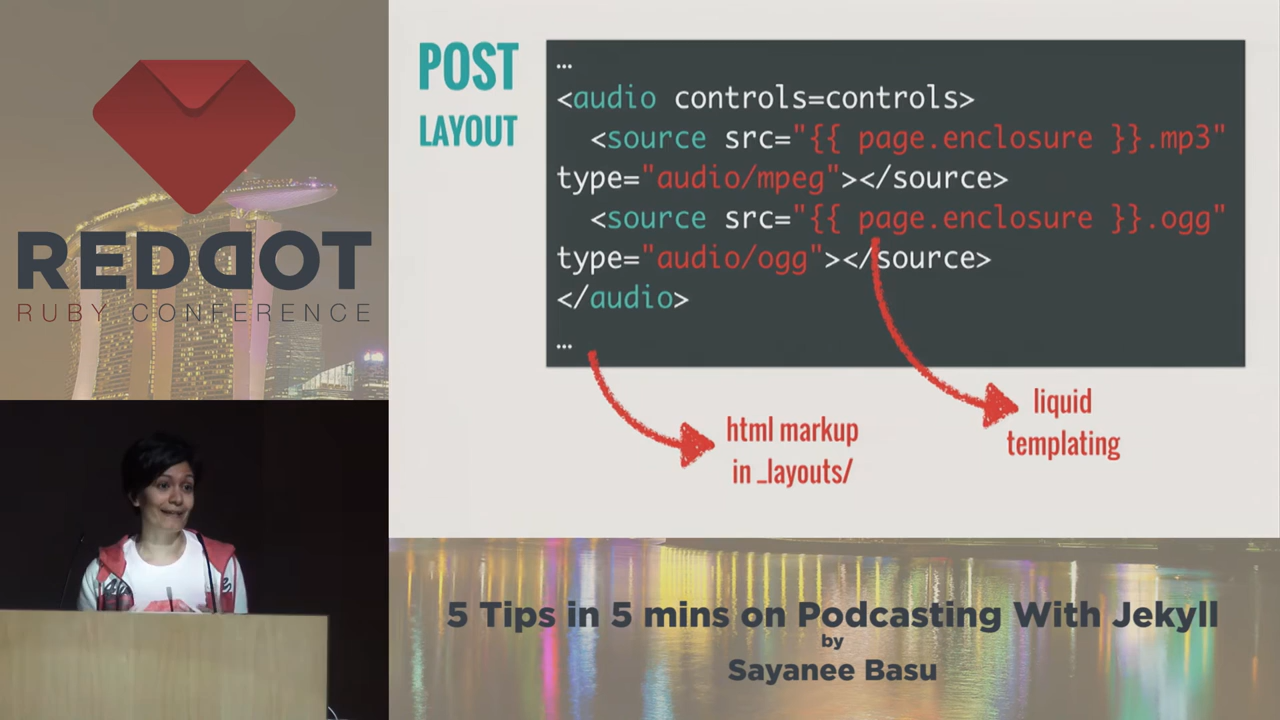 REDDOT
RUBY CONFERENCE
POST
LAYOUT
…
<audio controls=controls>
<source src="{{ page.enclosure }}.mp3"
type="audio/mpeg"></source>
<source src="{{ page.enclosure }}.ogg"
type="audio/ogg"></source>
</audio>
…
html markup
in _layouts/
liquid
templating
5 Tips in 5 mins on Podcasting With Jekyll
by
Sayanee Basu